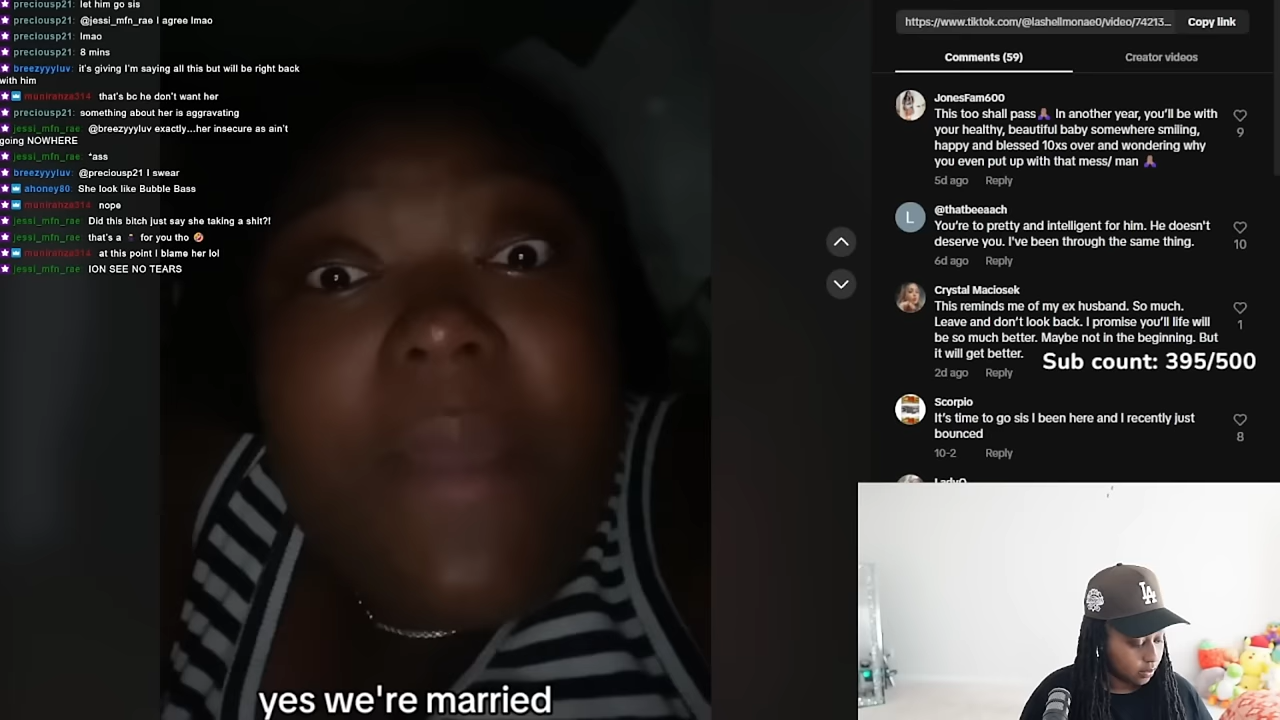 preciousp21: let him go sis
preciousp21: @jessi_mfn_rae I agree lmao
preciousp21: lmao
preciousp21: 8 mins
breezyyyluv: it's giving I'm saying all this but will be right back
with him
munirahza314 that's bc he don't want her
preciousp21: something about her is aggravating
jessi_mfn_rae: @breezyyyluv exactly...her insecure as ain't
going NOWHERE
jessi_mfn_rae: *ass
breezyyyluv: @preciousp21 I swear
ahoney80: She look like Bubble Bass
munirahza314 nope
jessi_mfn_rae: Did this bitch just say she taking a shit?!
jessi_mfn_rae: that's a for you tho
munirahza314 at this point I blame her lol
jessi_mfn_rae: ION SEE NO TEARS
yes we're married
https://www.tiktok.com/@lashellmonae0/video/74213... Copy link
Comments (59) Creator videos
JonesFam600
This too shall pass🙏🏾 In another year, you'll be with
your healthy, beautiful baby somewhere smiling,
happy and blessed 10xs over and wondering why
you even put up with that mess/ man 🙏🏾
9
5d ago Reply
L
@thatbeeaach
You're to pretty and intelligent for him. He doesn't
deserve you. I've been through the same thing.
10
6d ago Reply
Crystal Maciosek
This reminds me of my ex husband. So much.
Leave and don't look back. I promise you'll life will
be so much better. Maybe not in the beginning. But
it will get better.
1
2d ago Reply
Sub count: 395/500
Scorpio
It's time to go sis I been here and I recently just
bounced
8
10-2 Reply
LadyO
LA